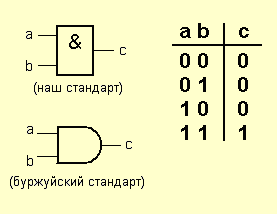 a
&
c
b
(наш стандарт)
a
c
b
(буржуйский стандарт)
a b c
0 0 0
0 1 0
1 0 0
1 1 1